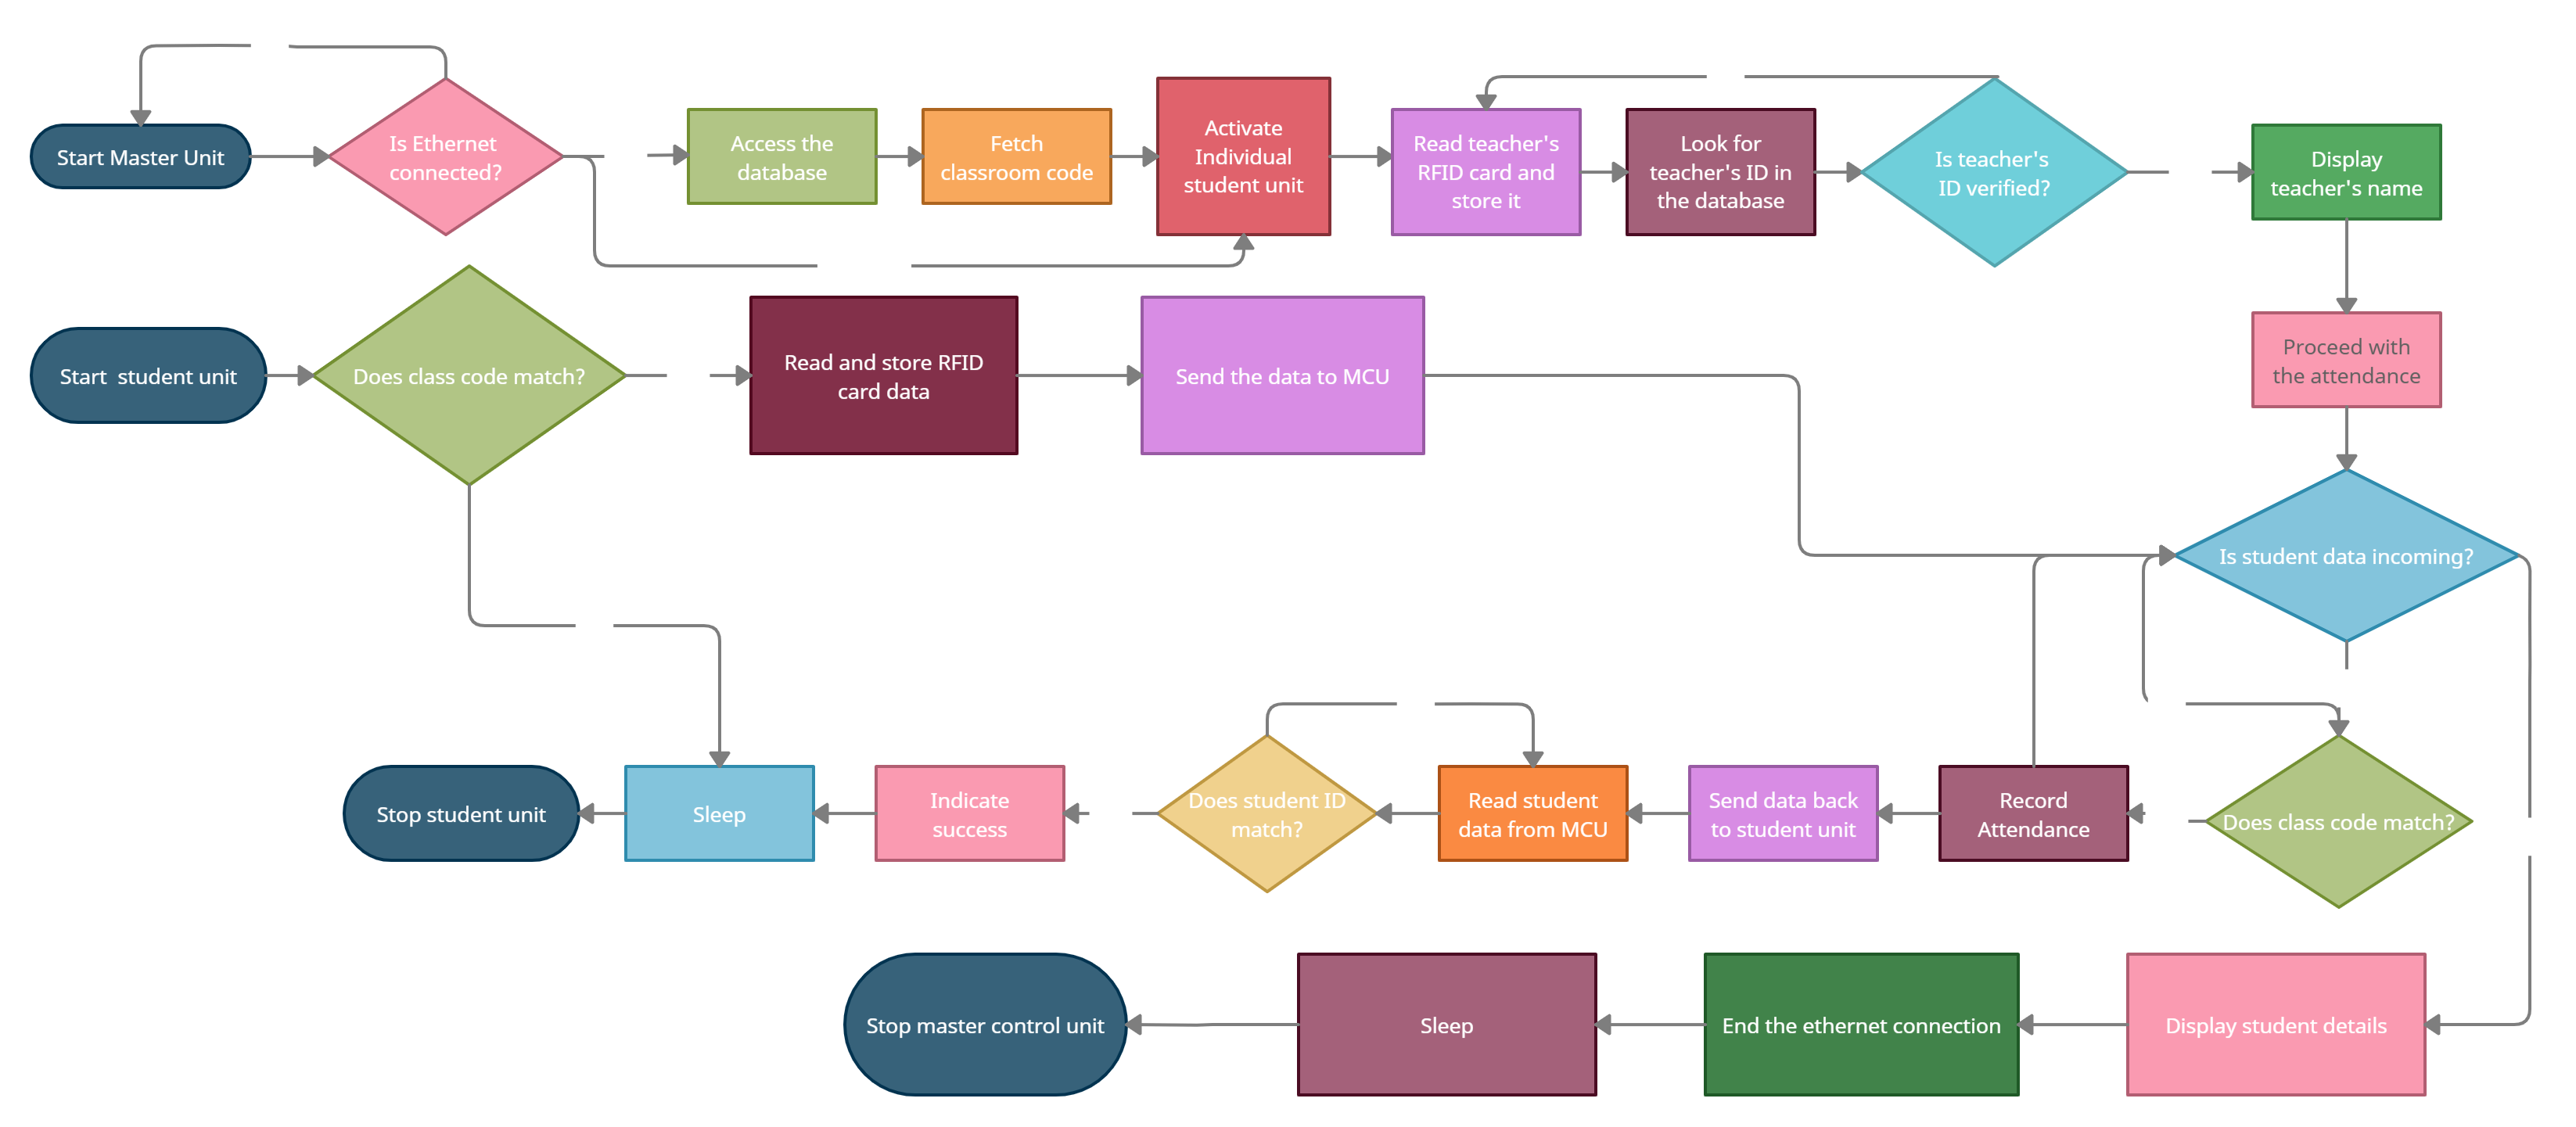 Start Master Unit
Is Ethernet
connected?
Access the
database
Fetch
classroom code
Activate
Individual
student unit
Read teacher's
RFID card and
store it
Look for
teacher's ID in
the database
Is teacher's
ID verified?
Display
teacher's name
Proceed with
the attendance
Start  student unit
Does class code match?
Read and store RFID
card data
Send the data to MCU
Is student data incoming?
Stop student unit
Sleep
Indicate
success
Does student ID
match?
Read student
data from MCU
Send data back
to student unit
Record
Attendance
Does class code match?
Stop master control unit
Sleep
End the ethernet connection
Display student details